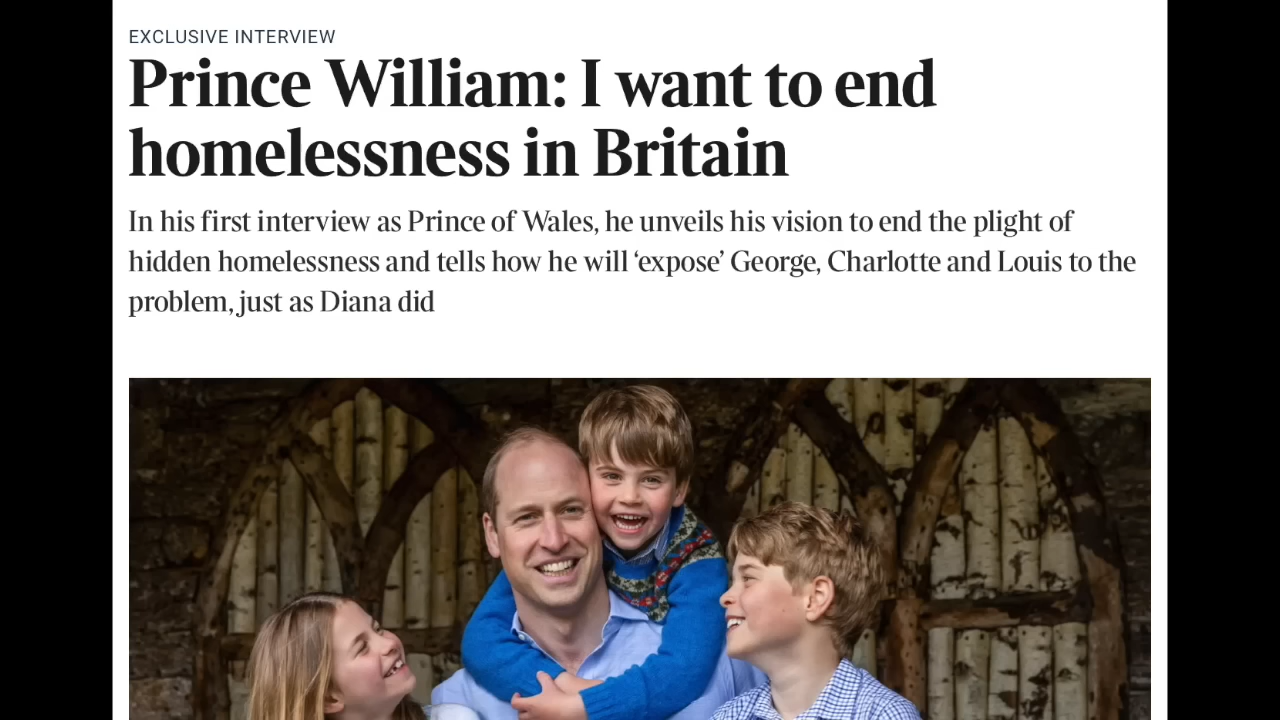 EXCLUSIVE INTERVIEW
Prince William: I want to end
homelessness in Britain
In his first interview as Prince of Wales, he unveils his vision to end the plight of
hidden homelessness and tells how he will ‘expose’ George, Charlotte and Louis to the
problem, just as Diana did